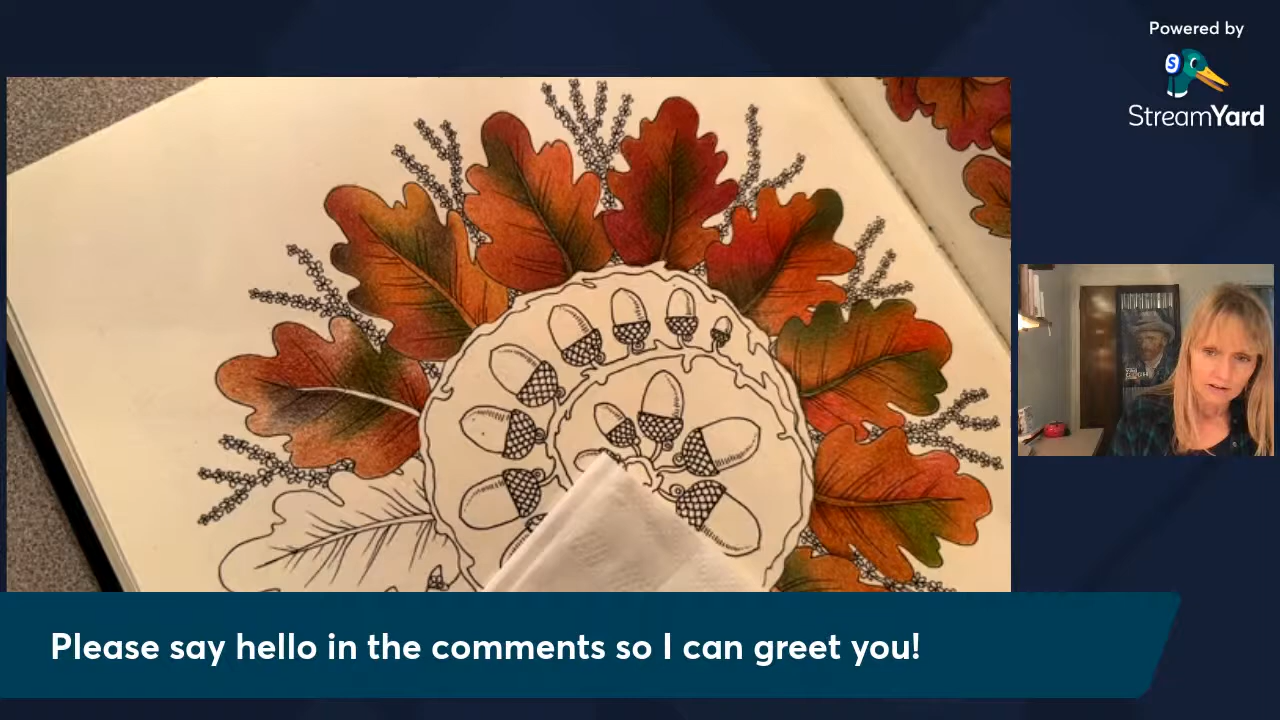 Powered by
StreamYard
Please say hello in the comments so I can greet you!